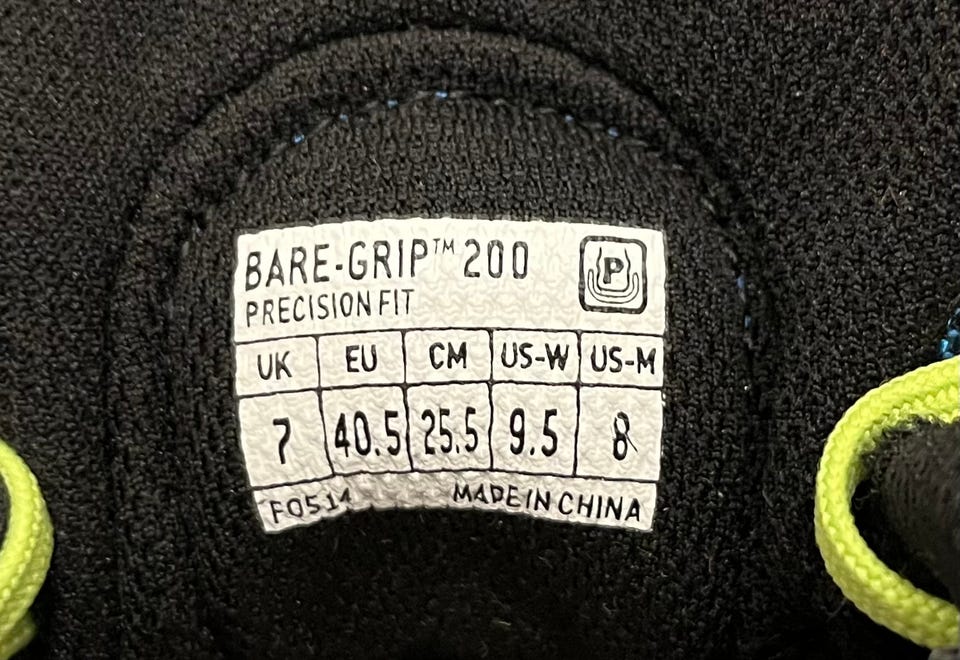 BARE-GRIP™ 200
P
PRECISION FIT
UK EU CM US-W US-M
7 40.5 25.5 9.5 8
F0514 MADE IN CHINA